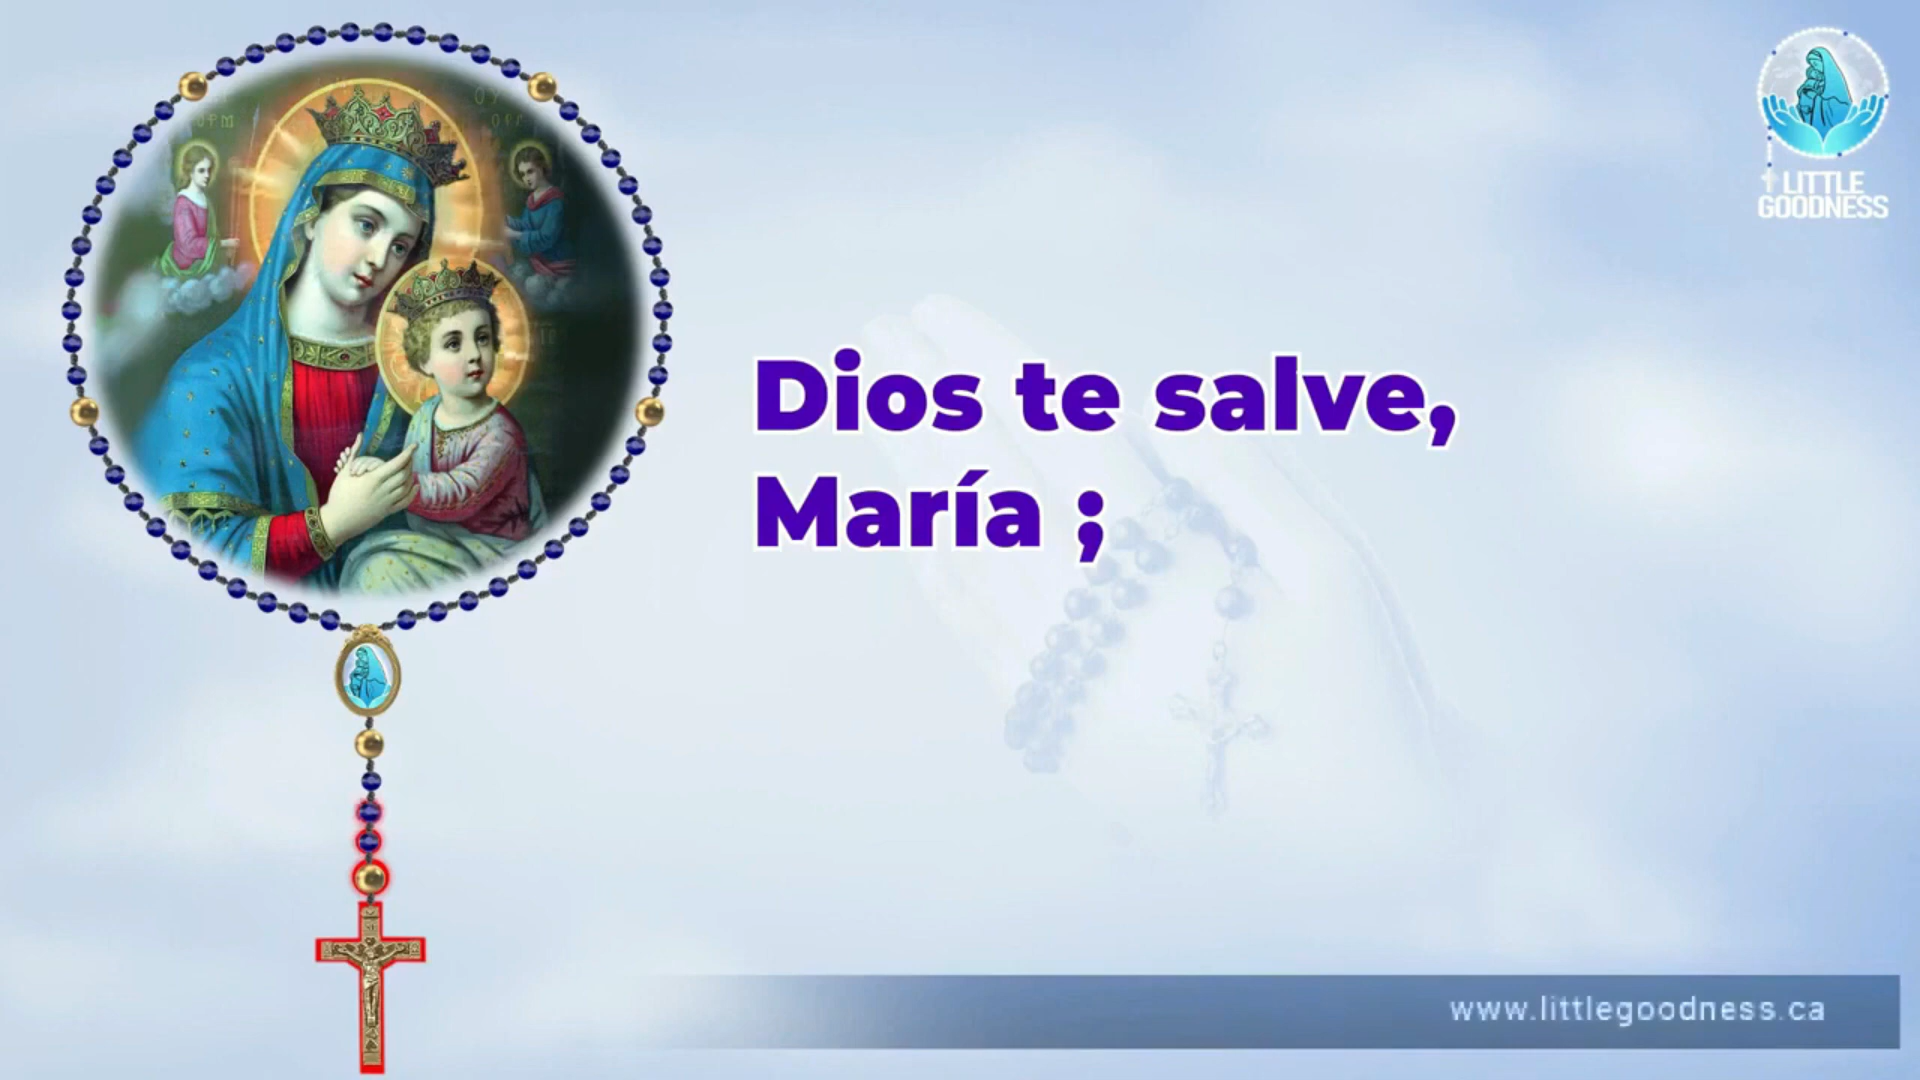 LITTLE
GOODNESS
Dios te salve,
María ;
www.littlegoodness.ca